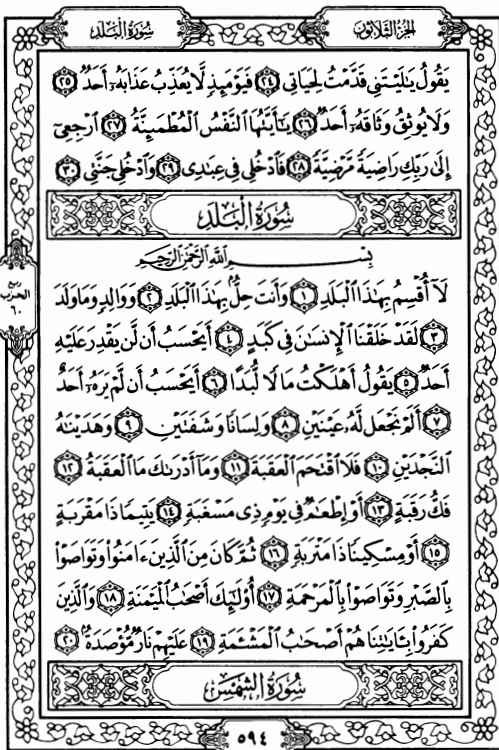 الجزء الثلاثون سورة البلد
يَقُولُ يَٰلَيْتَنِي قَدَّمْتُ لِحَيَاتِي ٢٤ فَيَوْمَئِذٍ لَّا يُعَذِّبُ عَذَابَهُۥٓ أَحَدٌ ٢٥
وَلَا يُوثِقُ وَثَاقَهُۥٓ أَحَدٌ ٢٦ يَٰٓأَيَّتُهَا ٱلنَّفْسُ ٱلْمُطْمَئِنَّةُ ٢٧ ٱرْجِعِيٓ
إِلَىٰ رَبِّكِ رَاضِيَةً مَّرْضِيَّةً ٢٨ فَٱدْخُلِي فِي عِبَٰدِي ٢٩ وَٱدْخُلِي جَنَّتِي ٣٠
سُورَةُ الْبَلَدِ
بِسْمِ ٱللَّهِ ٱلرَّحْمَٰنِ ٱلرَّحِيمِ
لَآ أُقْسِمُ بِهَٰذَا ٱلْبَلَدِ ١ وَأَنتَ حِلٌّۢ بِهَٰذَا ٱلْبَلَدِ ٢ وَوَالِدٍ وَمَا وَلَدَ
٣ لَقَدْ خَلَقْنَا ٱلْإِنسَٰنَ فِي كَبَدٍ ٤ أَيَحْسَبُ أَن لَّن يَقْدِرَ عَلَيْهِ
أَحَدٌ ٥ يَقُولُ أَهْلَكْتُ مَالًا لُّبَدًا ٦ أَيَحْسَبُ أَن لَّمْ يَرَهُۥٓ أَحَدٌ
٧ أَلَمْ نَجْعَل لَّهُۥ عَيْنَيْنِ ٨ وَلِسَانًا وَشَفَتَيْنِ ٩ وَهَدَيْنَٰهُ
ٱلنَّجْدَيْنِ ١٠ فَلَا ٱقْتَحَمَ ٱلْعَقَبَةَ ١١ وَمَآ أَدْرَىٰكَ مَا ٱلْعَقَبَةُ ١٢
فَكُّ رَقَبَةٍ ١٣ أَوْ إِطْعَٰمٌ فِي يَوْمٍ ذِي مَسْغَبَةٍ ١٤ يَتِيمًا ذَا مَقْرَبَةٍ
١٥ أَوْ مِسْكِينًا ذَا مَتْرَبَةٍ ١٦ ثُمَّ كَانَ مِنَ ٱلَّذِينَ ءَامَنُوا۟ وَتَوَاصَوْا۟
بِٱلصَّبْرِ وَتَوَاصَوْا۟ بِٱلْمَرْحَمَةِ ١٧ أُو۟لَٰٓئِكَ أَصْحَٰبُ ٱلْمَيْمَنَةِ ١٨ وَٱلَّذِينَ
كَفَرُوا۟ بِـَٔايَٰتِنَا هُمْ أَصْحَٰبُ ٱلْمَشْـَٔمَةِ ١٩ عَلَيْهِمْ نَارٌ مُّؤْصَدَةٌۢ ٢٠
سُورَةُ الشَّمْسِ
ربع
الحزب
٦٠
٥٩٤